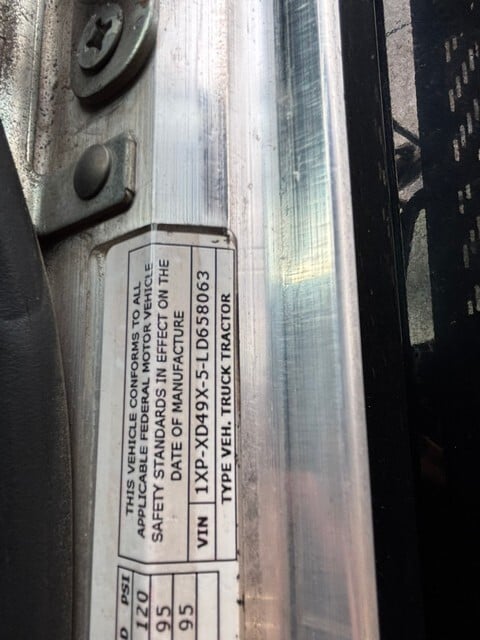 THIS VEHICLE CONFORMS TO ALL
APPLICABLE FEDERAL MOTOR VEHICLE
SAFETY STANDARDS IN EFFECT ON THE
DATE OF MANUFACTURE
VIN 1XP-XD49X-5-LD658063
TYPE VEH. TRUCK TRACTOR
D PSI
120
95
95